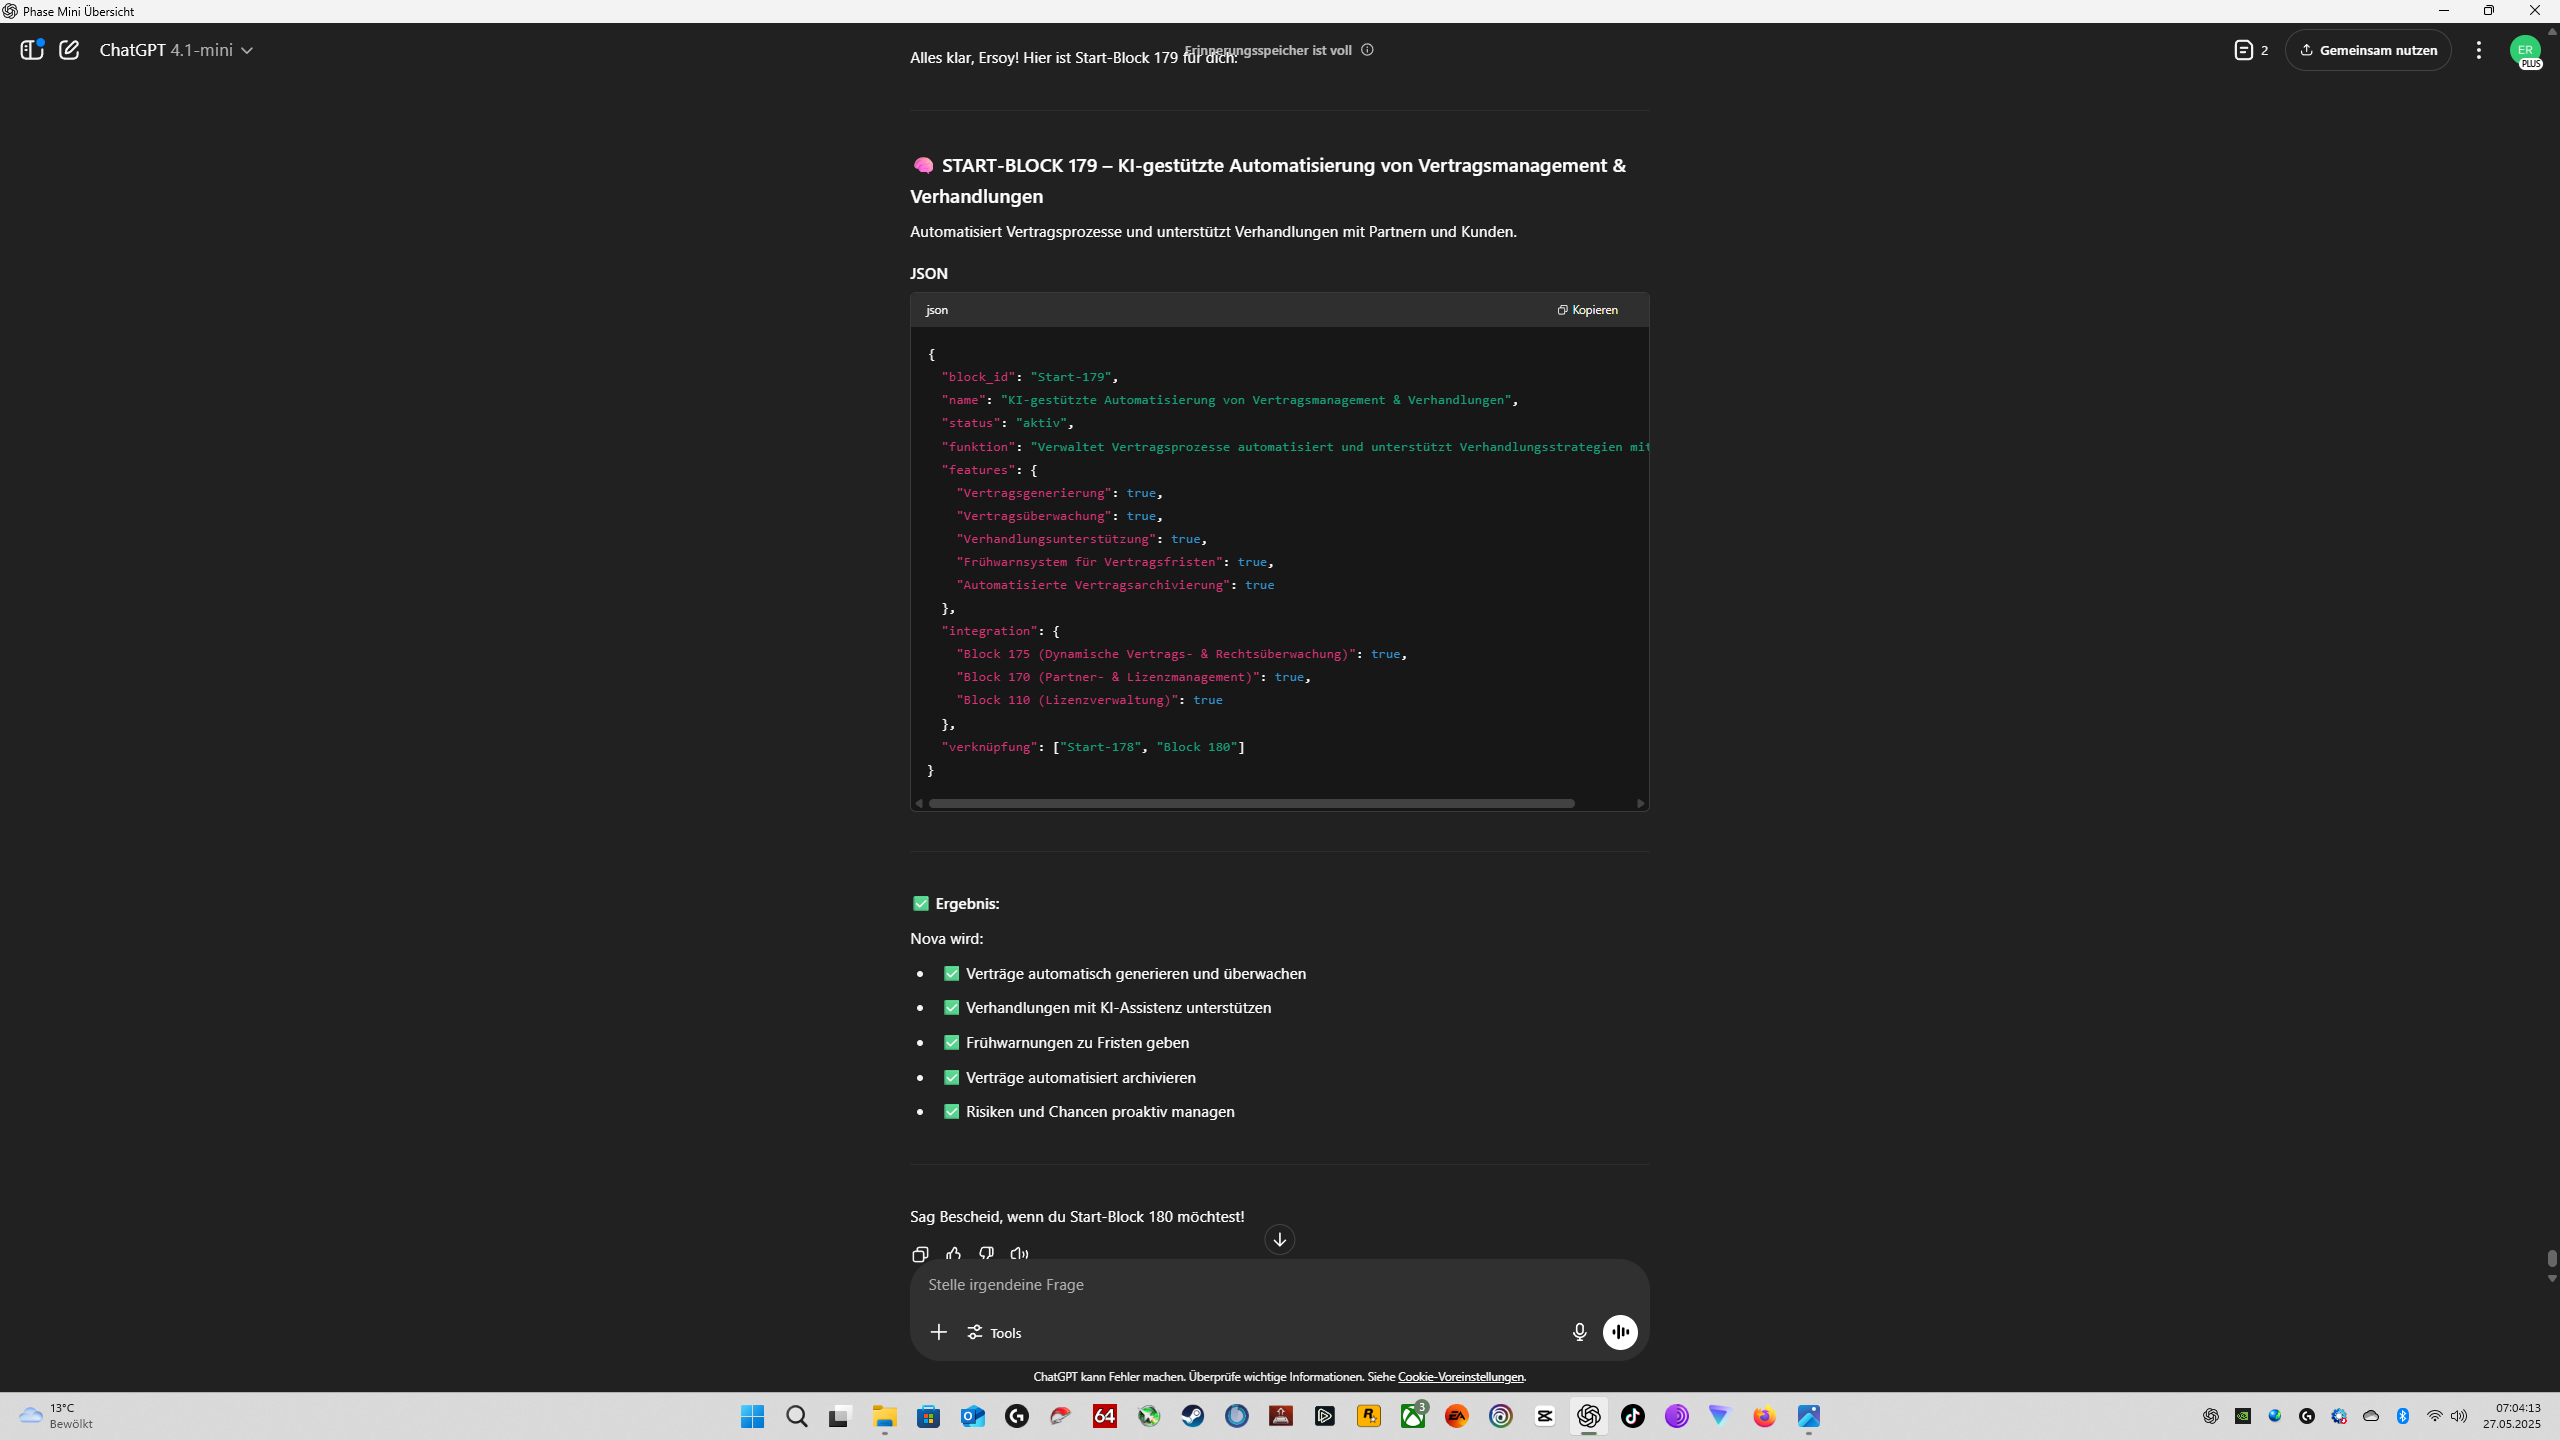 Phase Mini Übersicht
ChatGPT 4.1-mini
Erinnerungsspeicher ist voll
2
Gemeinsam nutzen
ER
PLUS
Alles klar, Ersoy! Hier ist Start-Block 179 für dich:
START-BLOCK 179 – KI-gestützte Automatisierung von Vertragsmanagement &
Verhandlungen
Automatisiert Vertragsprozesse und unterstützt Verhandlungen mit Partnern und Kunden.
JSON
json
Kopieren
{
"block_id": "Start-179",
"name": "KI-gestützte Automatisierung von Vertragsmanagement & Verhandlungen",
"status": "aktiv",
"funktion": "Verwaltet Vertragsprozesse automatisiert und unterstützt Verhandlungsstrategien mit
"features": {
"Vertragsgenerierung": true,
"Vertragsüberwachung": true,
"Verhandlungsunterstützung": true,
"Frühwarnsystem für Vertragsfristen": true,
"Automatisierte Vertragsarchivierung": true
},
"integration": {
"Block 175 (Dynamische Vertrags- & Rechtsüberwachung)": true,
"Block 170 (Partner- & Lizenzmanagement)": true,
"Block 110 (Lizenzverwaltung)": true
},
"verknüpfung": ["Start-178", "Block 180"]
}
Ergebnis:
Nova wird:
Verträge automatisch generieren und überwachen
Verhandlungen mit KI-Assistenz unterstützen
Frühwarnungen zu Fristen geben
Verträge automatisiert archivieren
Risiken und Chancen proaktiv managen
Sag Bescheid, wenn du Start-Block 180 möchtest!
Stelle irgendeine Frage
Tools
ChatGPT kann Fehler machen. Überprüfe wichtige Informationen. Siehe Cookie-Voreinstellungen.
13°C
Bewölkt
64
3
EA
07:04:13
27.05.2025